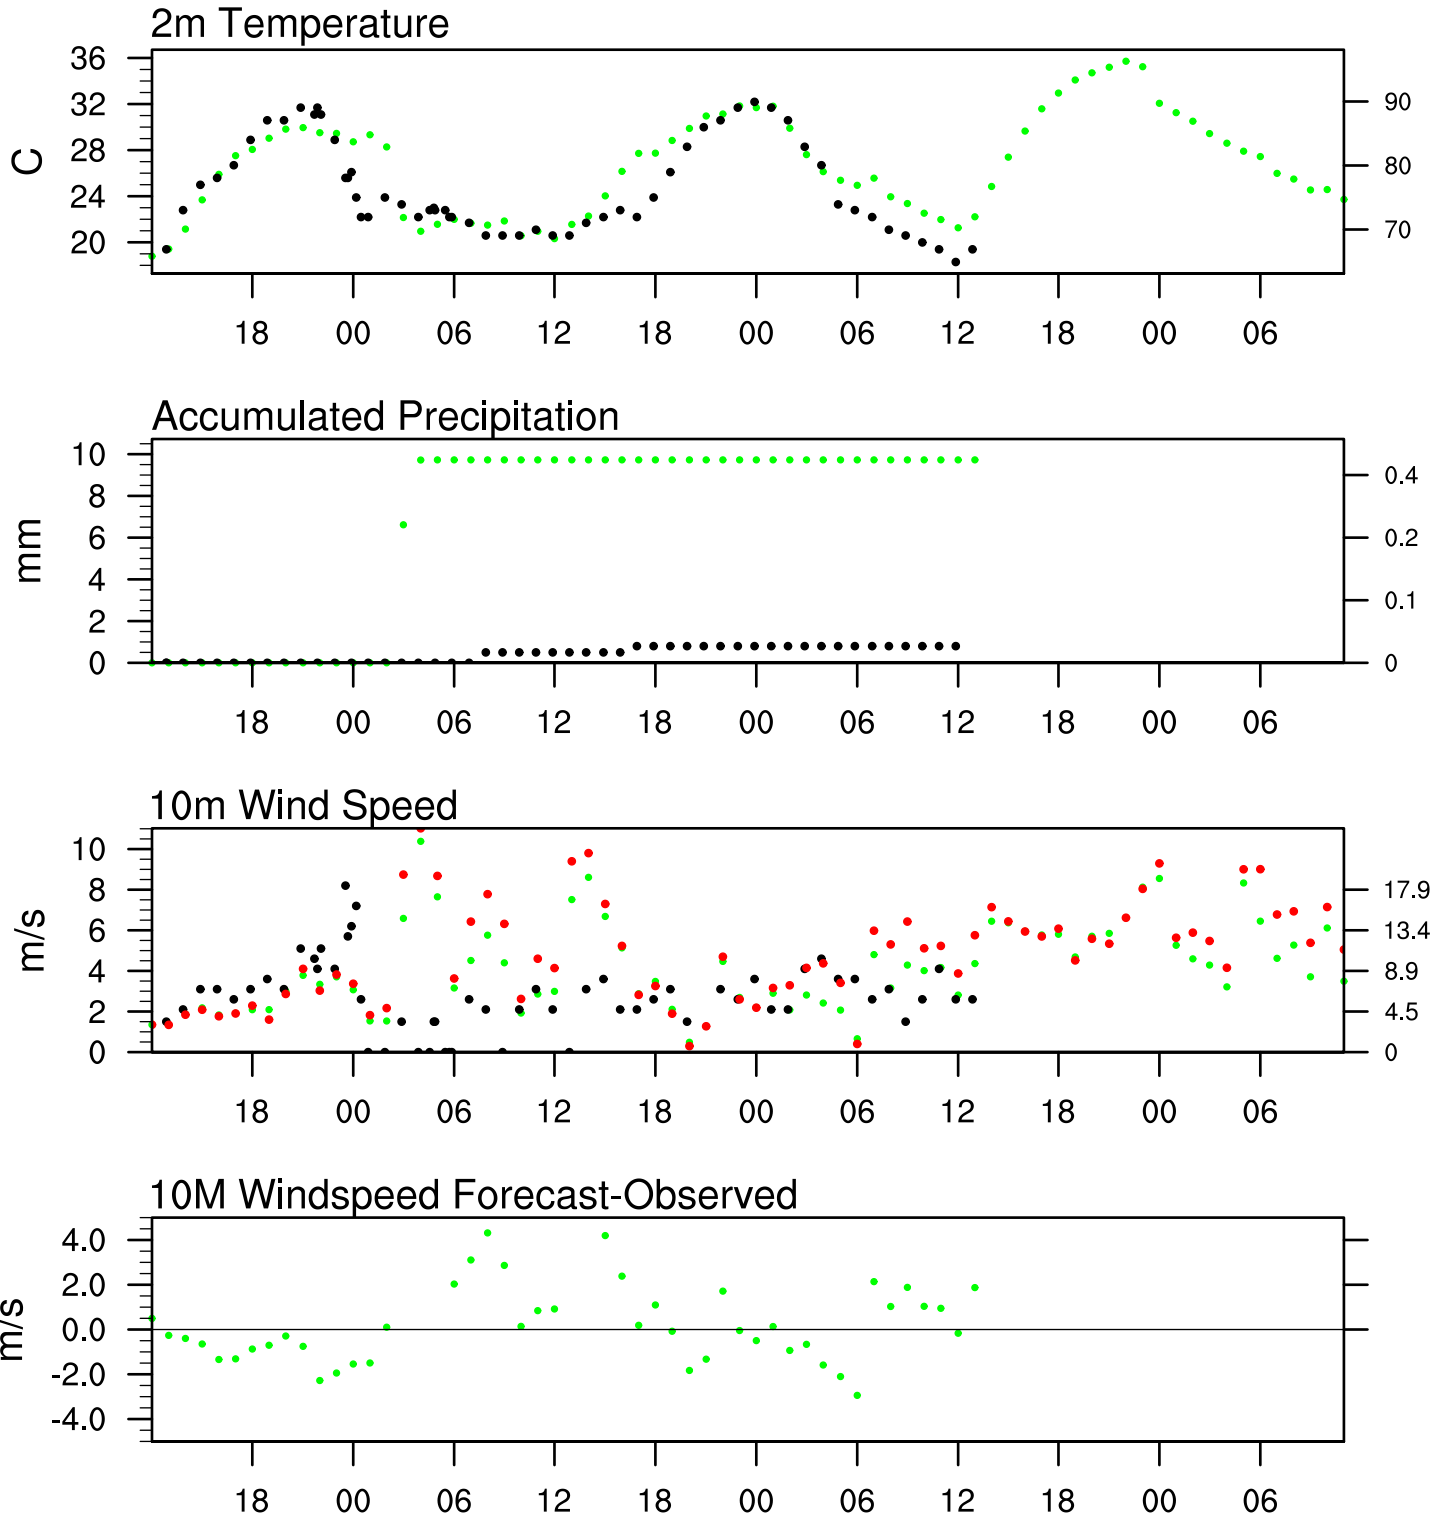 2m Temperature
36
32
28
24
20
C
90
80
70
18 00 06 12 18 00 06 12 18 00 06
Accumulated Precipitation
10
8
6
4
2
0
mm
0.4
0.2
0.1
0
18 00 06 12 18 00 06 12 18 00 06
10m Wind Speed
10
8
6
4
2
0
m/s
17.9
13.4
8.9
4.5
0
18 00 06 12 18 00 06 12 18 00 06
10M Windspeed Forecast-Observed
4.0
2.0
0.0
-2.0
-4.0
m/s
18 00 06 12 18 00 06 12 18 00 06